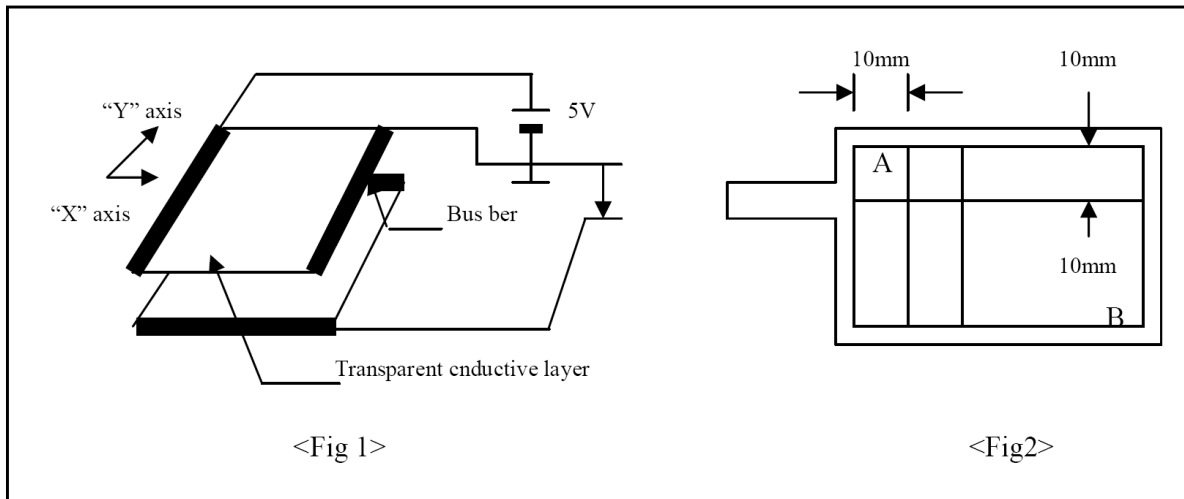 “Y” axis
“X” axis
5V
Bus ber
Transparent cnductive layer
<Fig 1>
10mm
10mm
A
10mm
B
<Fig2>